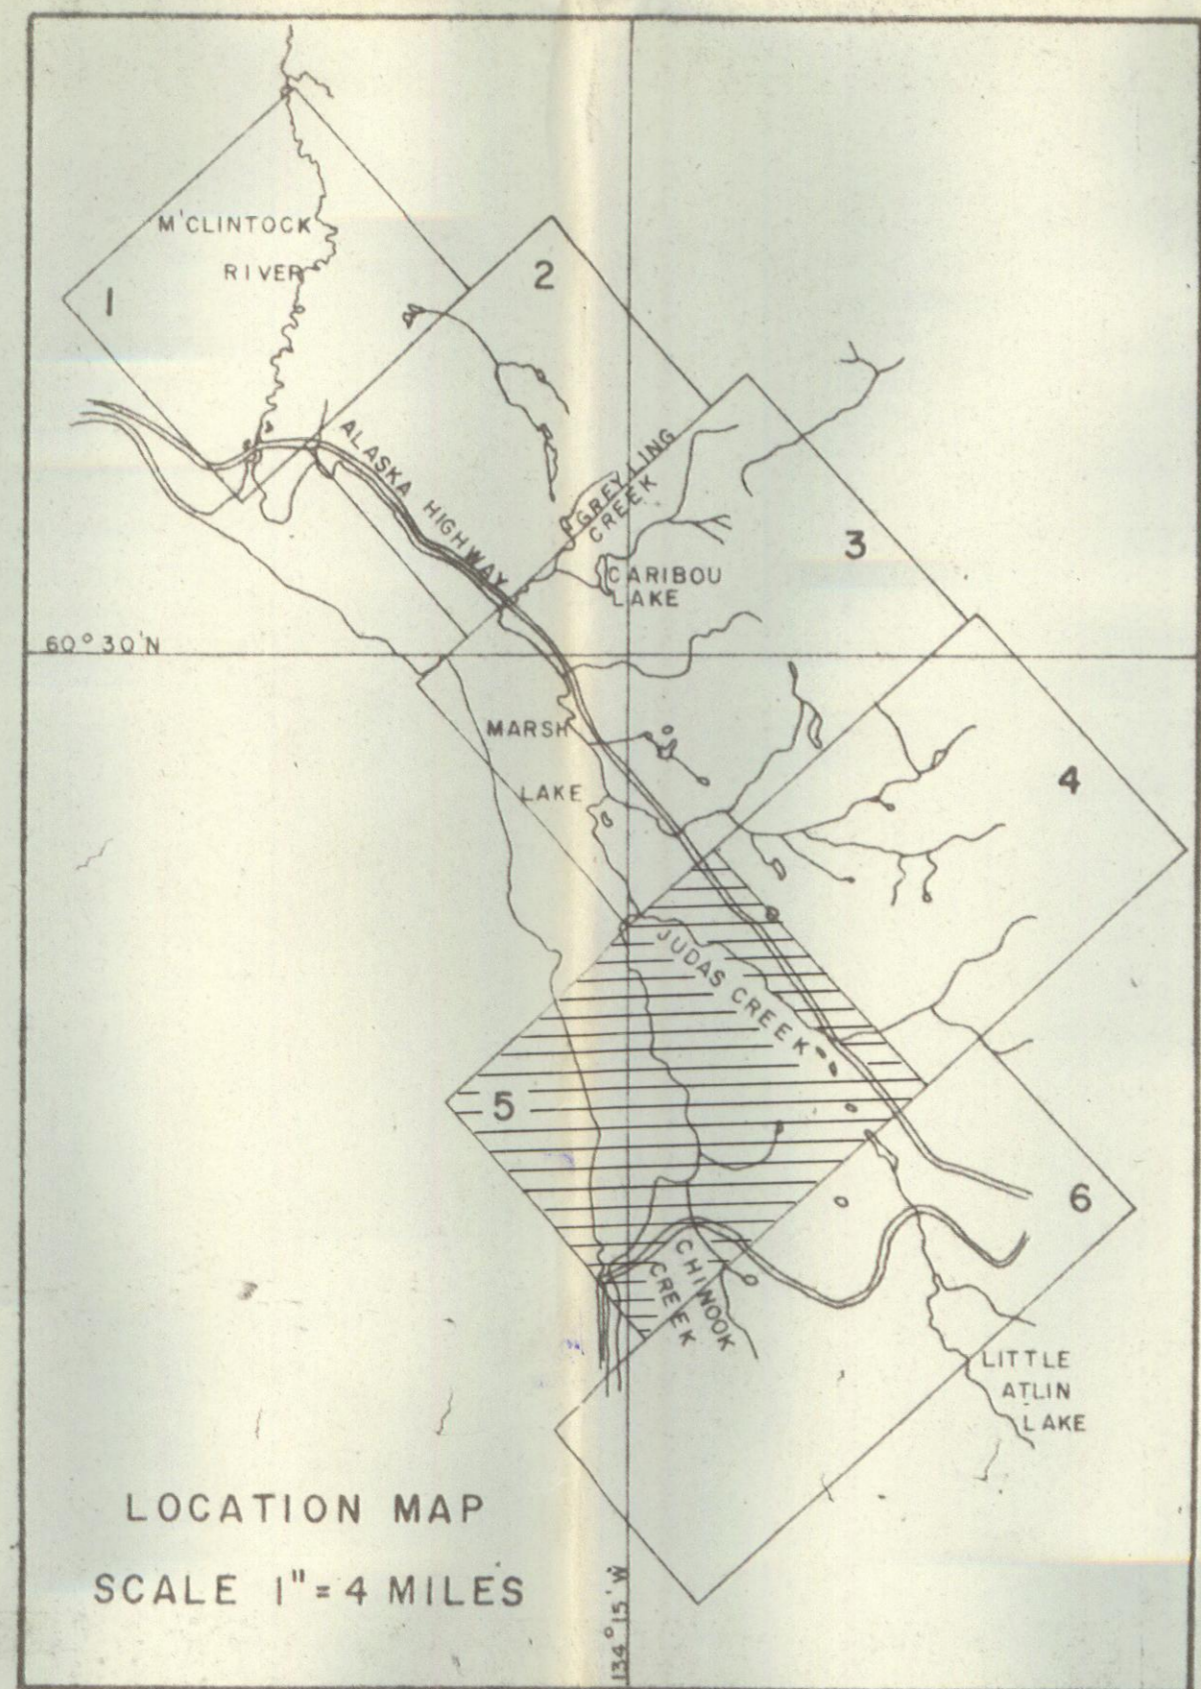 M'CLINTOCK
RIVER
1
2
ALASKA HIGHWAY
GREYLING
CREEK
3
CARIBOU
LAKE
60° 30' N
MARSH
LAKE
4
JUDAS CREEK
5
6
CHINOOK
CREEK
LITTLE
ATLIN
LAKE
LOCATION MAP
SCALE 1" = 4 MILES
134° 15' W